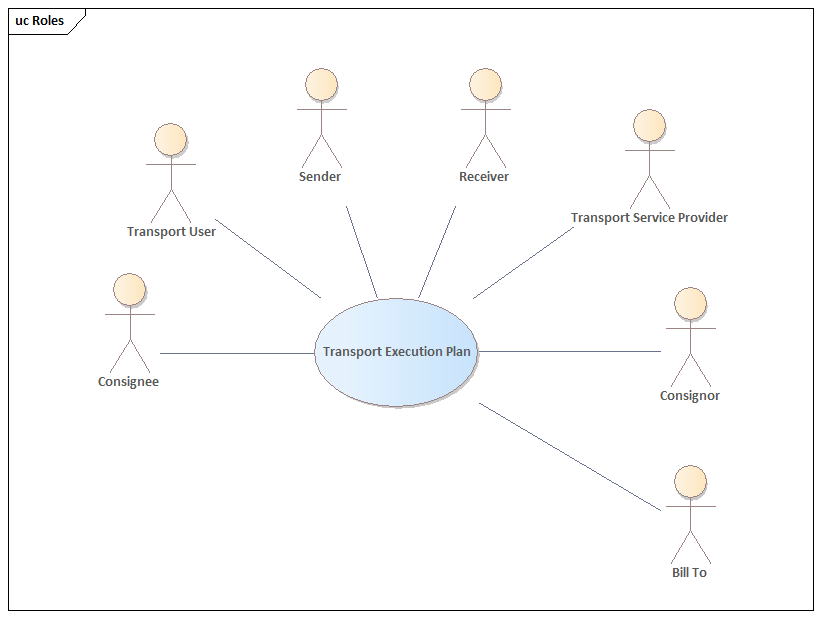 uc Roles
Sender
Receiver
Transport User
Transport Service Provider
Transport Execution Plan
Consignee
Consignor
Bill To